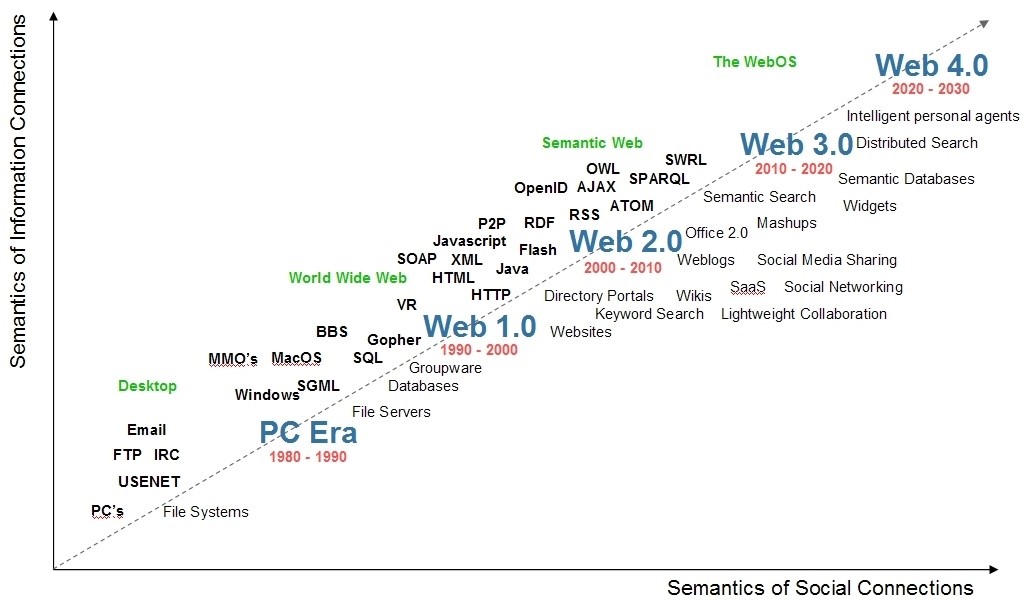 Semantics of Information Connections
The WebOS
Web 4.0
2020 - 2030
Intelligent personal agents
Semantic Web
Web 3.0
Distributed Search
2010 - 2020
SWRL
OWL
OpenID AJAX SPARQL
Semantic Databases
Semantic Search
ATOM
Widgets
P2P RDF RSS
Mashups
Javascript
Web 2.0
Office 2.0
SOAP XML Flash
Weblogs Social Media Sharing
2000 - 2010
Java
World Wide Web
HTML
SaaS Social Networking
HTTP
Directory Portals Wikis
VR
Keyword Search Lightweight Collaboration
Web 1.0
Websites
BBS
Gopher
1990 - 2000
MMO's MacOS SQL
Groupware
Desktop
SGML
Databases
Windows
File Servers
Email
PC Era
FTP IRC
1980 - 1990
USENET
PC's
File Systems
Semantics of Social Connections